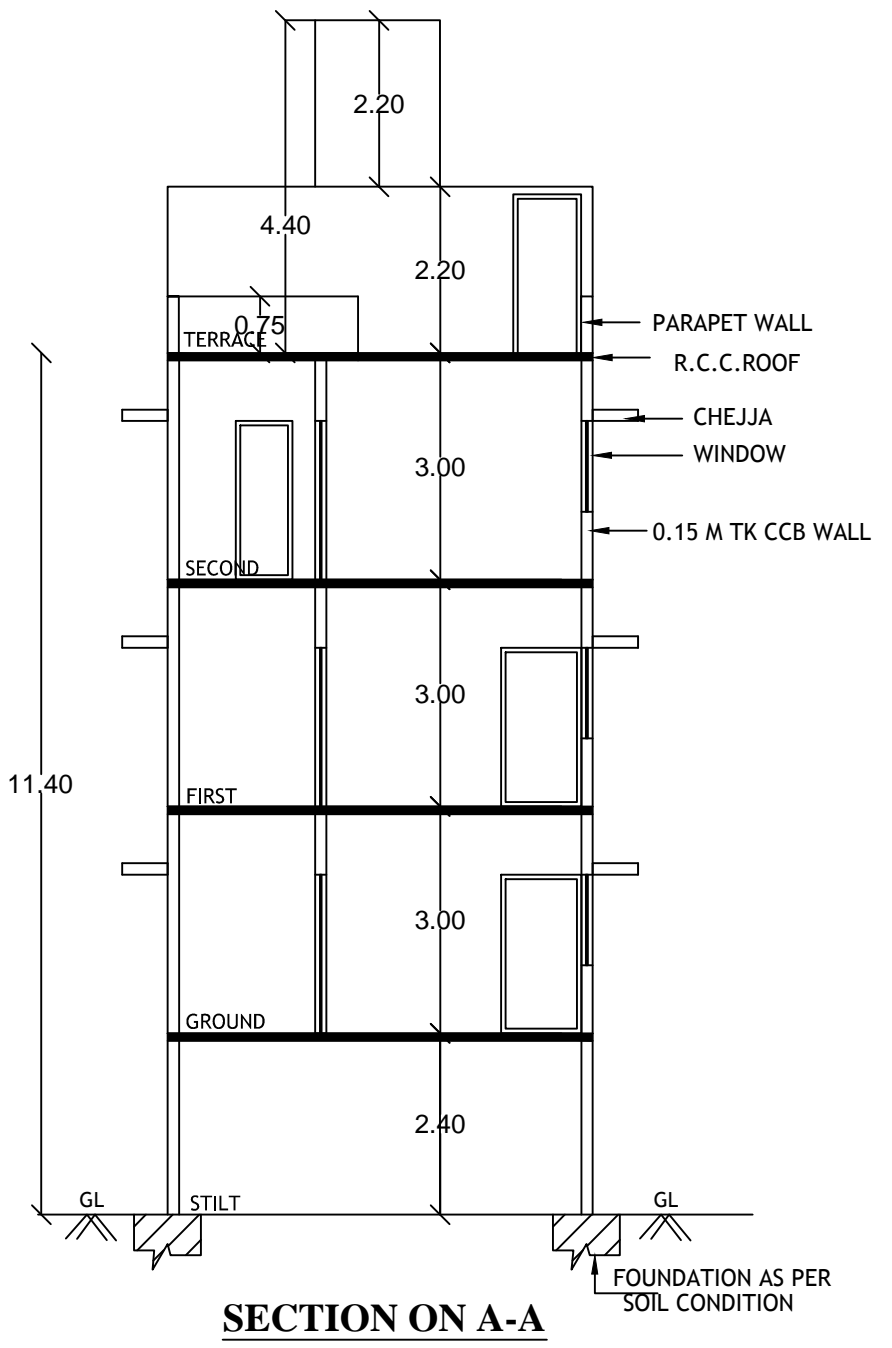 2.20
4.40
2.20
0.75
TERRACE
PARAPET WALL
R.C.C.ROOF
CHEJJA
WINDOW
3.00
0.15 M TK CCB WALL
SECOND
3.00
11.40
FIRST
3.00
GROUND
2.40
GL
STILT
GL
FOUNDATION AS PER
SOIL CONDITION
SECTION ON A-A